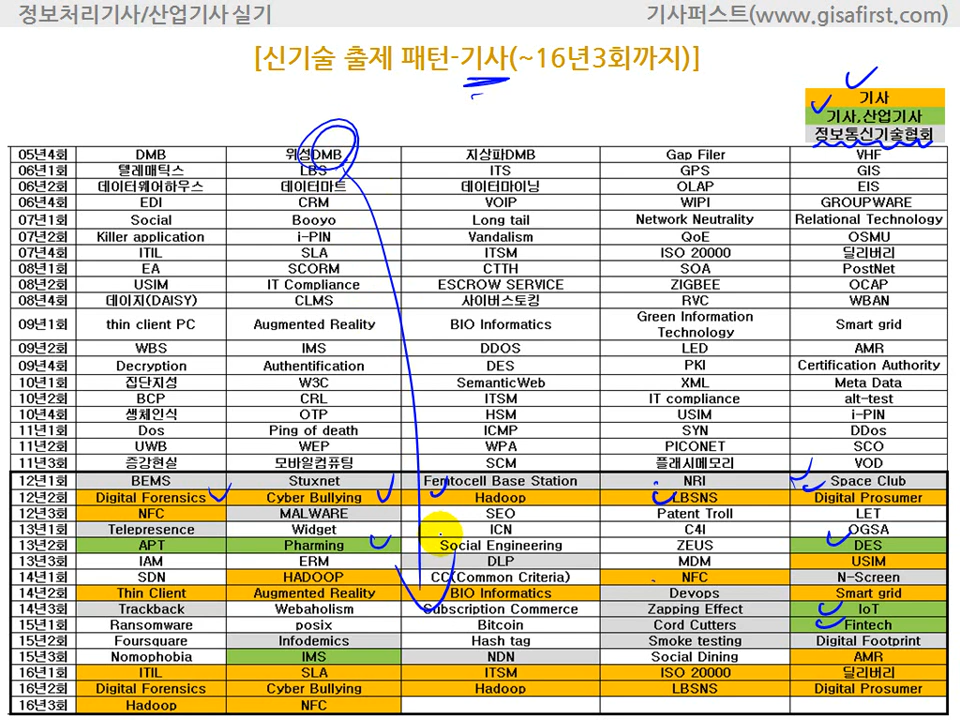 정보처리기사/산업기사 실기 기사퍼스트(www.gisafirst.com)
[신기술 출제 패턴-기사(~16년3회까지)]
기사
기사,산업기사
정보통신기술협회
05년4회 DMB 위성DMB 지상파DMB Gap Filer VHF
06년1회 텔레매틱스 LBS ITS GPS GIS
06년2회 데이터웨어하우스 데이터마트 데이터마이닝 OLAP EIS
06년4회 EDI CRM VOIP WIPI GROUPWARE
07년1회 Social Booyo Long tail Network Neutrality Relational Technology
07년2회 Killer application i-PIN Vandalism QoE OSMU
07년4회 ITIL SLA ITSM ISO 20000 딜리버리
08년1회 EA SCORM CTTH SOA PostNet
08년2회 USIM IT Compliance ESCROW SERVICE ZIGBEE OCAP
08년4회 데이지(DAISY) CLMS 사이버스토킹 RVC WBAN
09년1회 thin client PC Augmented Reality BIO Informatics Green Information Technology Smart grid
09년2회 WBS IMS DDOS LED AMR
09년4회 Decryption Authentification DES PKI Certification Authority
10년1회 집단지성 W3C SemanticWeb XML Meta Data
10년2회 BCP CRL ITSM IT compliance alt-test
10년4회 생체인식 OTP HSM USIM i-PIN
11년1회 Dos Ping of death ICMP SYN DDos
11년2회 UWB WEP WPA PICONET SCO
11년3회 증강현실 모바일컴퓨팅 SCM 플래시메모리 VOD
12년1회 BEMS Stuxnet Femtocell Base Station NRI Space Club
12년2회 Digital Forensics Cyber Bullying Hadoop LBSNS Digital Prosumer
12년3회 NFC MALWARE SEO Patent Troll LET
13년1회 Telepresence Widget ICN C4I OGSA
13년2회 APT Pharming Social Engineering ZEUS DES
13년3회 IAM ERM DLP MDM USIM
14년1회 SDN HADOOP CC(Common Criteria) NFC N-Screen
14년2회 Thin Client Augmented Reality BIO Informatics Devops Smart grid
14년3회 Trackback Webaholism Subscription Commerce Zapping Effect IoT
15년1회 Ransomware posix Bitcoin Cord Cutters Fintech
15년2회 Foursquare Infodemics Hash tag Smoke testing Digital Footprint
15년3회 Nomophobia IMS NDN Social Dining AMR
16년1회 ITIL SLA ITSM ISO 20000 딜리버리
16년2회 Digital Forensics Cyber Bullying Hadoop LBSNS Digital Prosumer
16년3회 Hadoop NFC